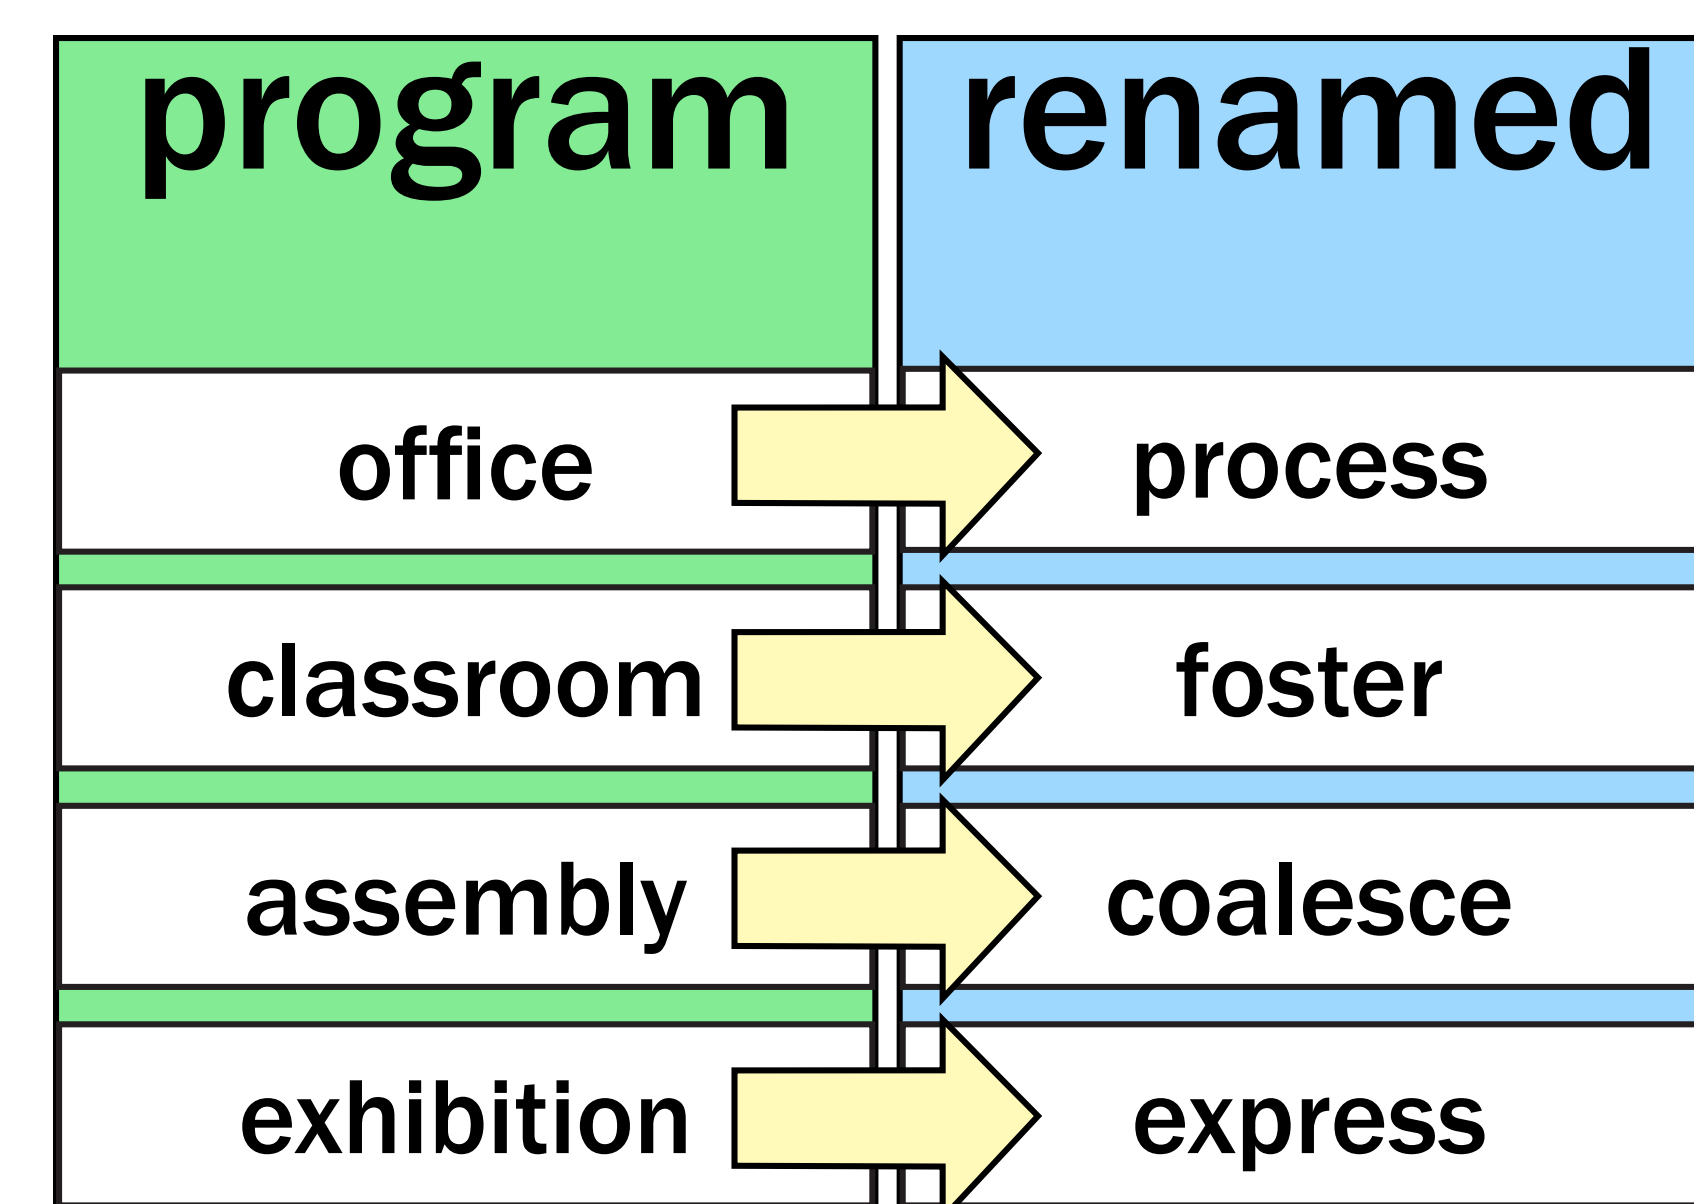 program renamed
office process
classroom foster
assembly coalesce
exhibition express